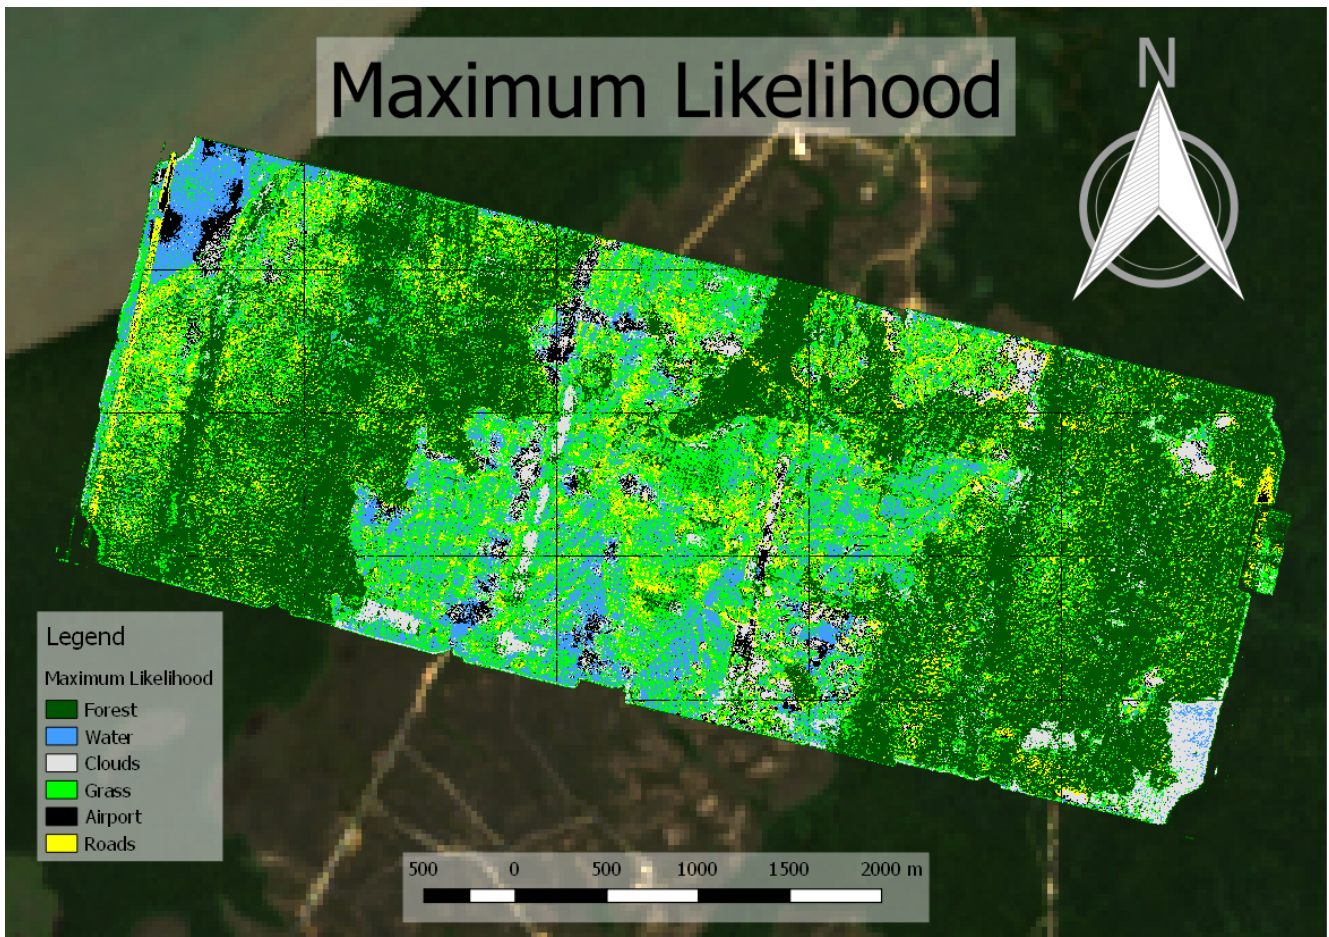 Maximum Likelihood
N
Legend
Maximum Likelihood
Forest
Water
Clouds
Grass
Airport
Roads
500 0 500 1000 1500 2000 m